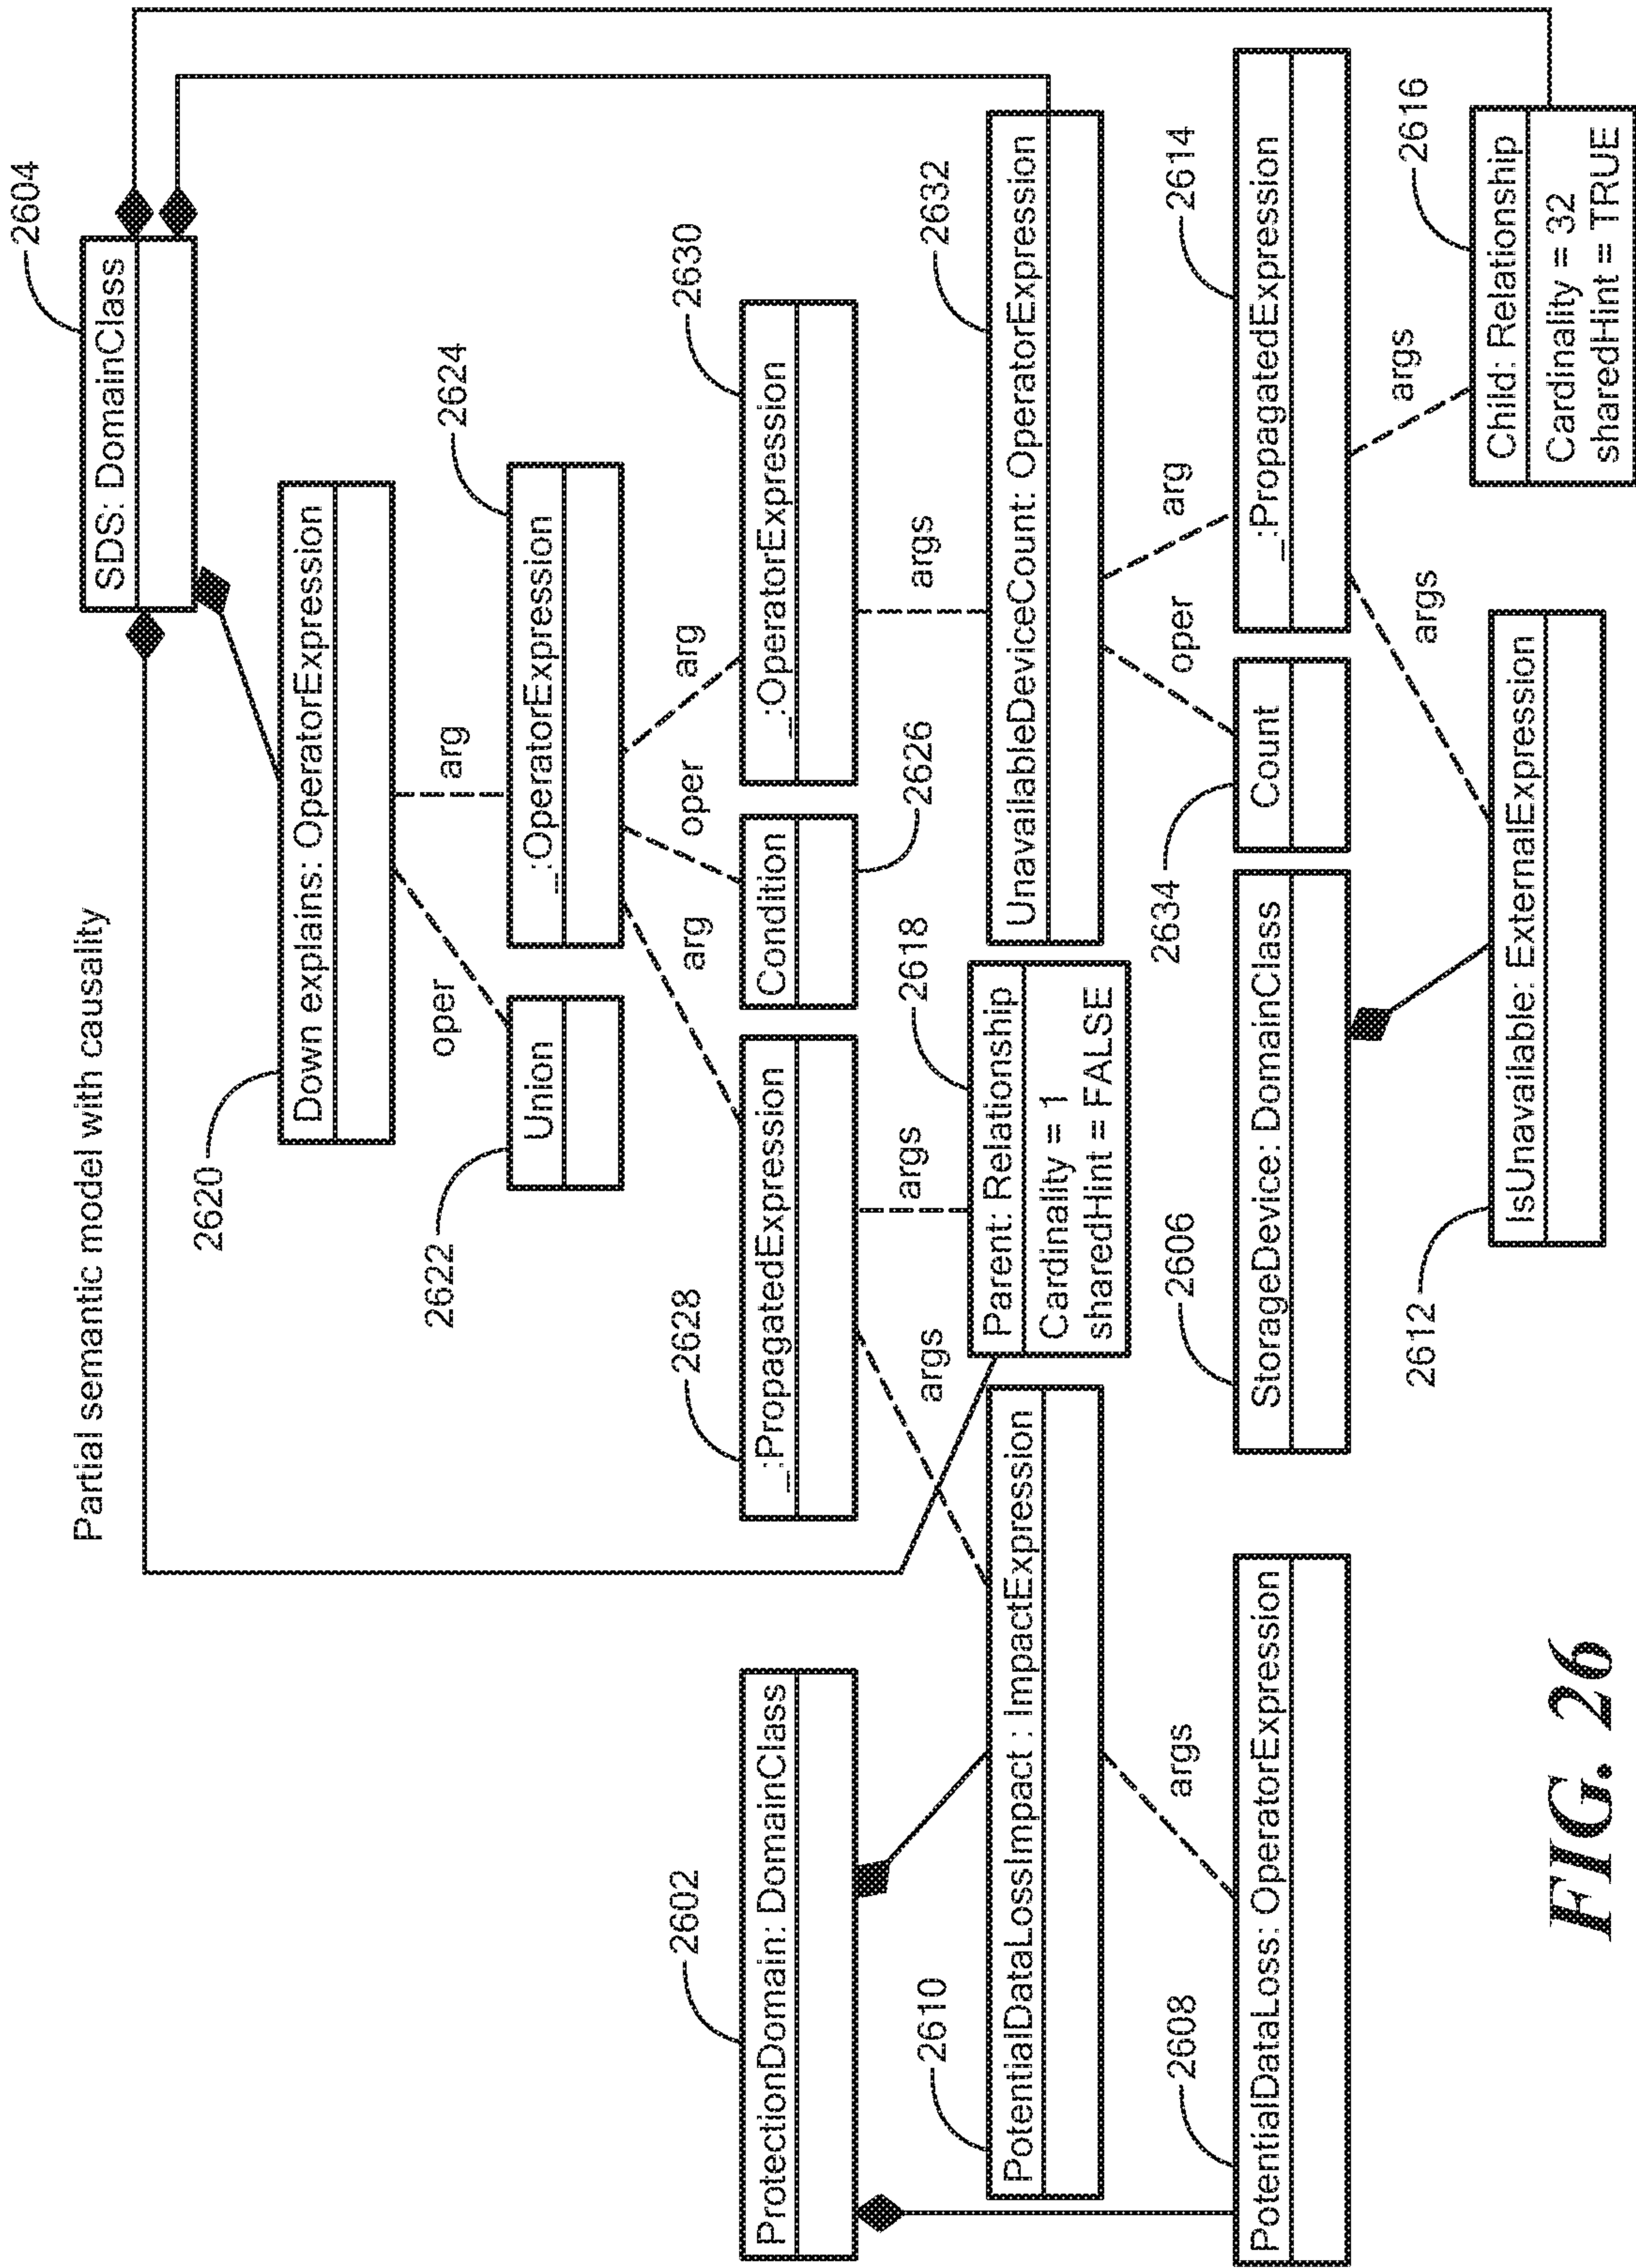 Partial semantic model with causality
2604
SDS: DomainClass
2620
Down explains: OperatorExpression
oper
arg
2622
Union
2624
_:OperatorExpression
arg
oper
arg
2602
ProtectionDomain: DomainClass
2628
_:PropagatedExpression
Condition
2626
2630
_:OperatorExpression
args
args
args
2610
PotentialDataLossImpact : ImpactExpression
2618
Parent: Relationship
Cardinality = 1
sharedHint = FALSE
2632
UnavailableDeviceCount: OperatorExpression
args
oper
arg
2608
PotentialDataLoss: OperatorExpression
2606
StorageDevice: DomainClass
2634
Count
2614
_:PropagatedExpression
args
args
2612
IsUnavailable: ExternalExpression
2616
Child: Relationship
Cardinality = 32
sharedHint = TRUE
FIG. 26